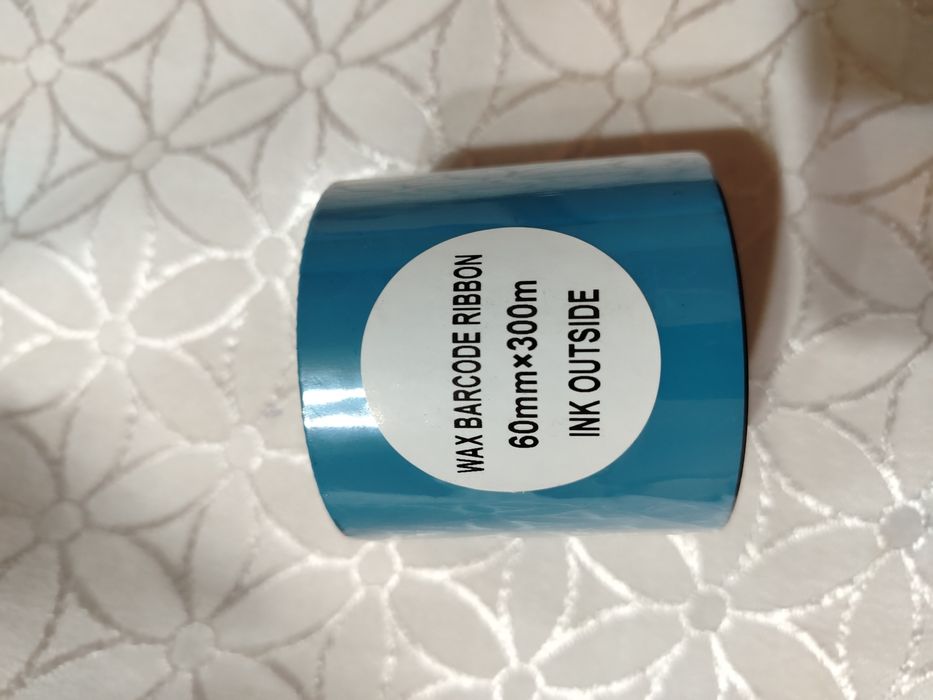 WAX BARCODE RIBBON
60mm×300m
INK OUTSIDE